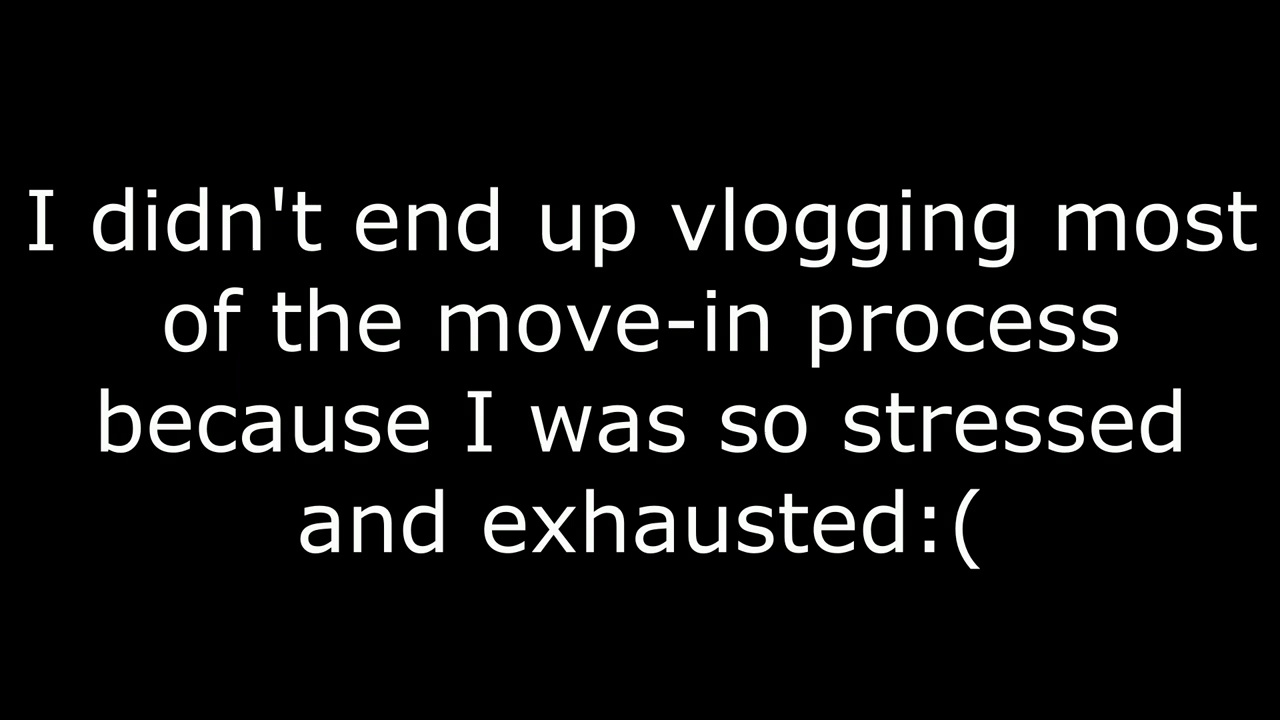 I didn't end up vlogging most
of the move-in process
because I was so stressed
and exhausted:(